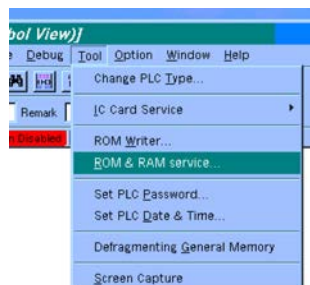 bol View)]
Debug Tool Option Window Help
Change PLC Type...
Remark
IC Card Service
Disabled
ROM Writer...
ROM & RAM service...
Set PLC Password...
Set PLC Date & Time...
Defragmenting General Memory
Screen Capture